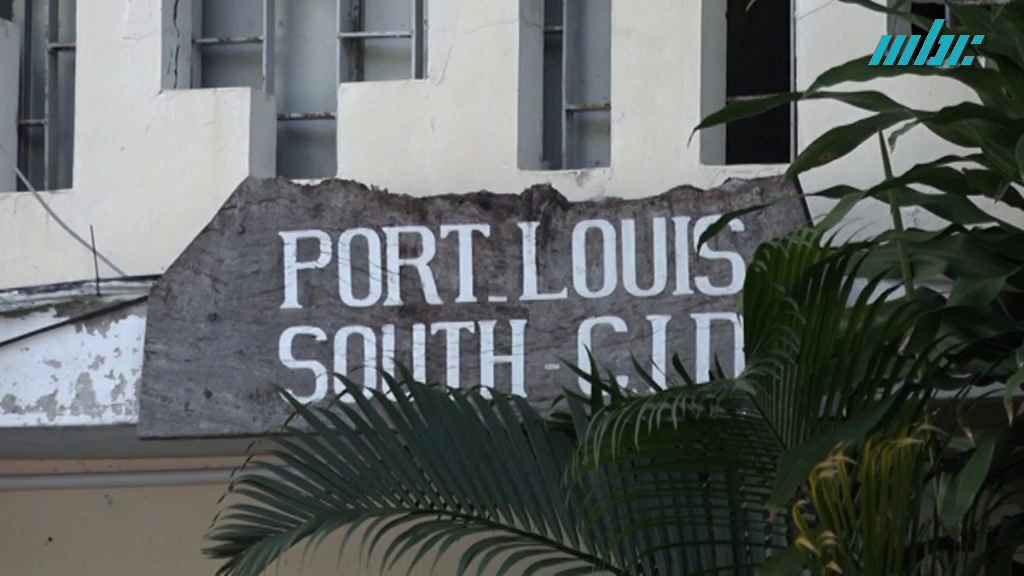 mbc
PORT LOUIS
SOUTH - C.I.D